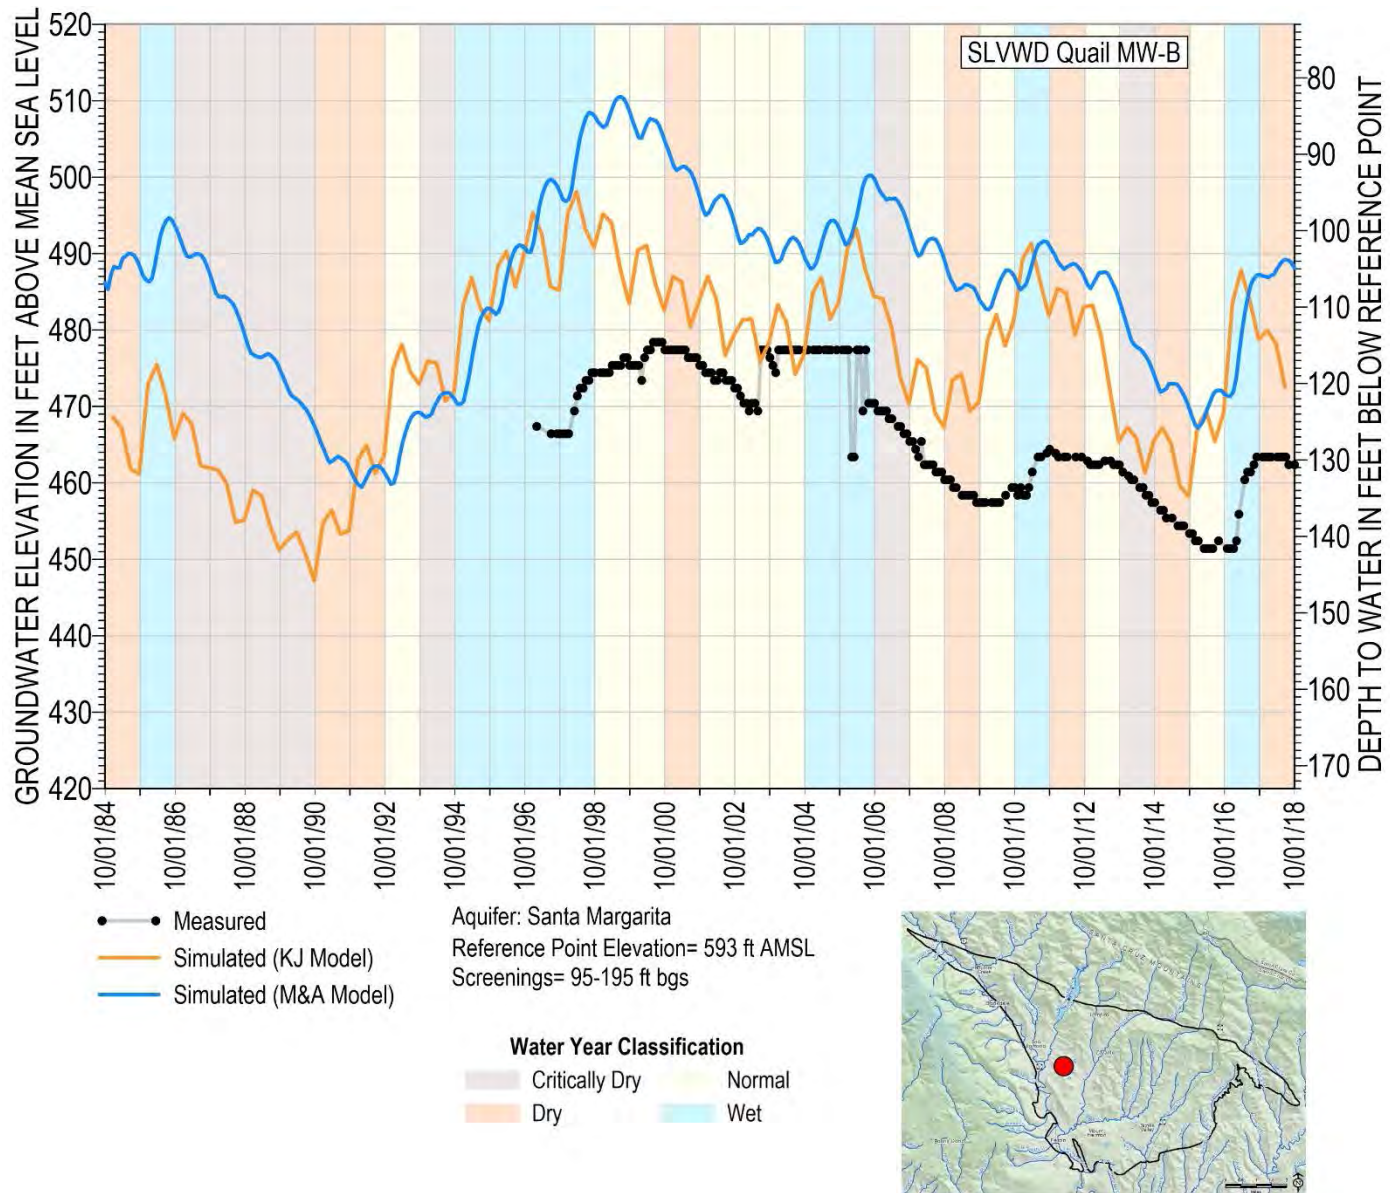 SLVWD Quail MW-B
GROUNDWATER ELEVATION IN FEET ABOVE MEAN SEA LEVEL
520
510
500
490
480
470
460
450
440
430
420
DEPTH TO WATER IN FEET BELOW REFERENCE POINT
80
90
100
110
120
130
140
150
160
170
10/01/84
10/01/86
10/01/88
10/01/90
10/01/92
10/01/94
10/01/96
10/01/98
10/01/00
10/01/02
10/01/04
10/01/06
10/01/08
10/01/10
10/01/12
10/01/14
10/01/16
10/01/18
Measured
Simulated (KJ Model)
Simulated (M&A Model)
Aquifer: Santa Margarita
Reference Point Elevation= 593 ft AMSL
Screenings= 95-195 ft bgs
Water Year Classification
Critically Dry
Normal
Dry
Wet